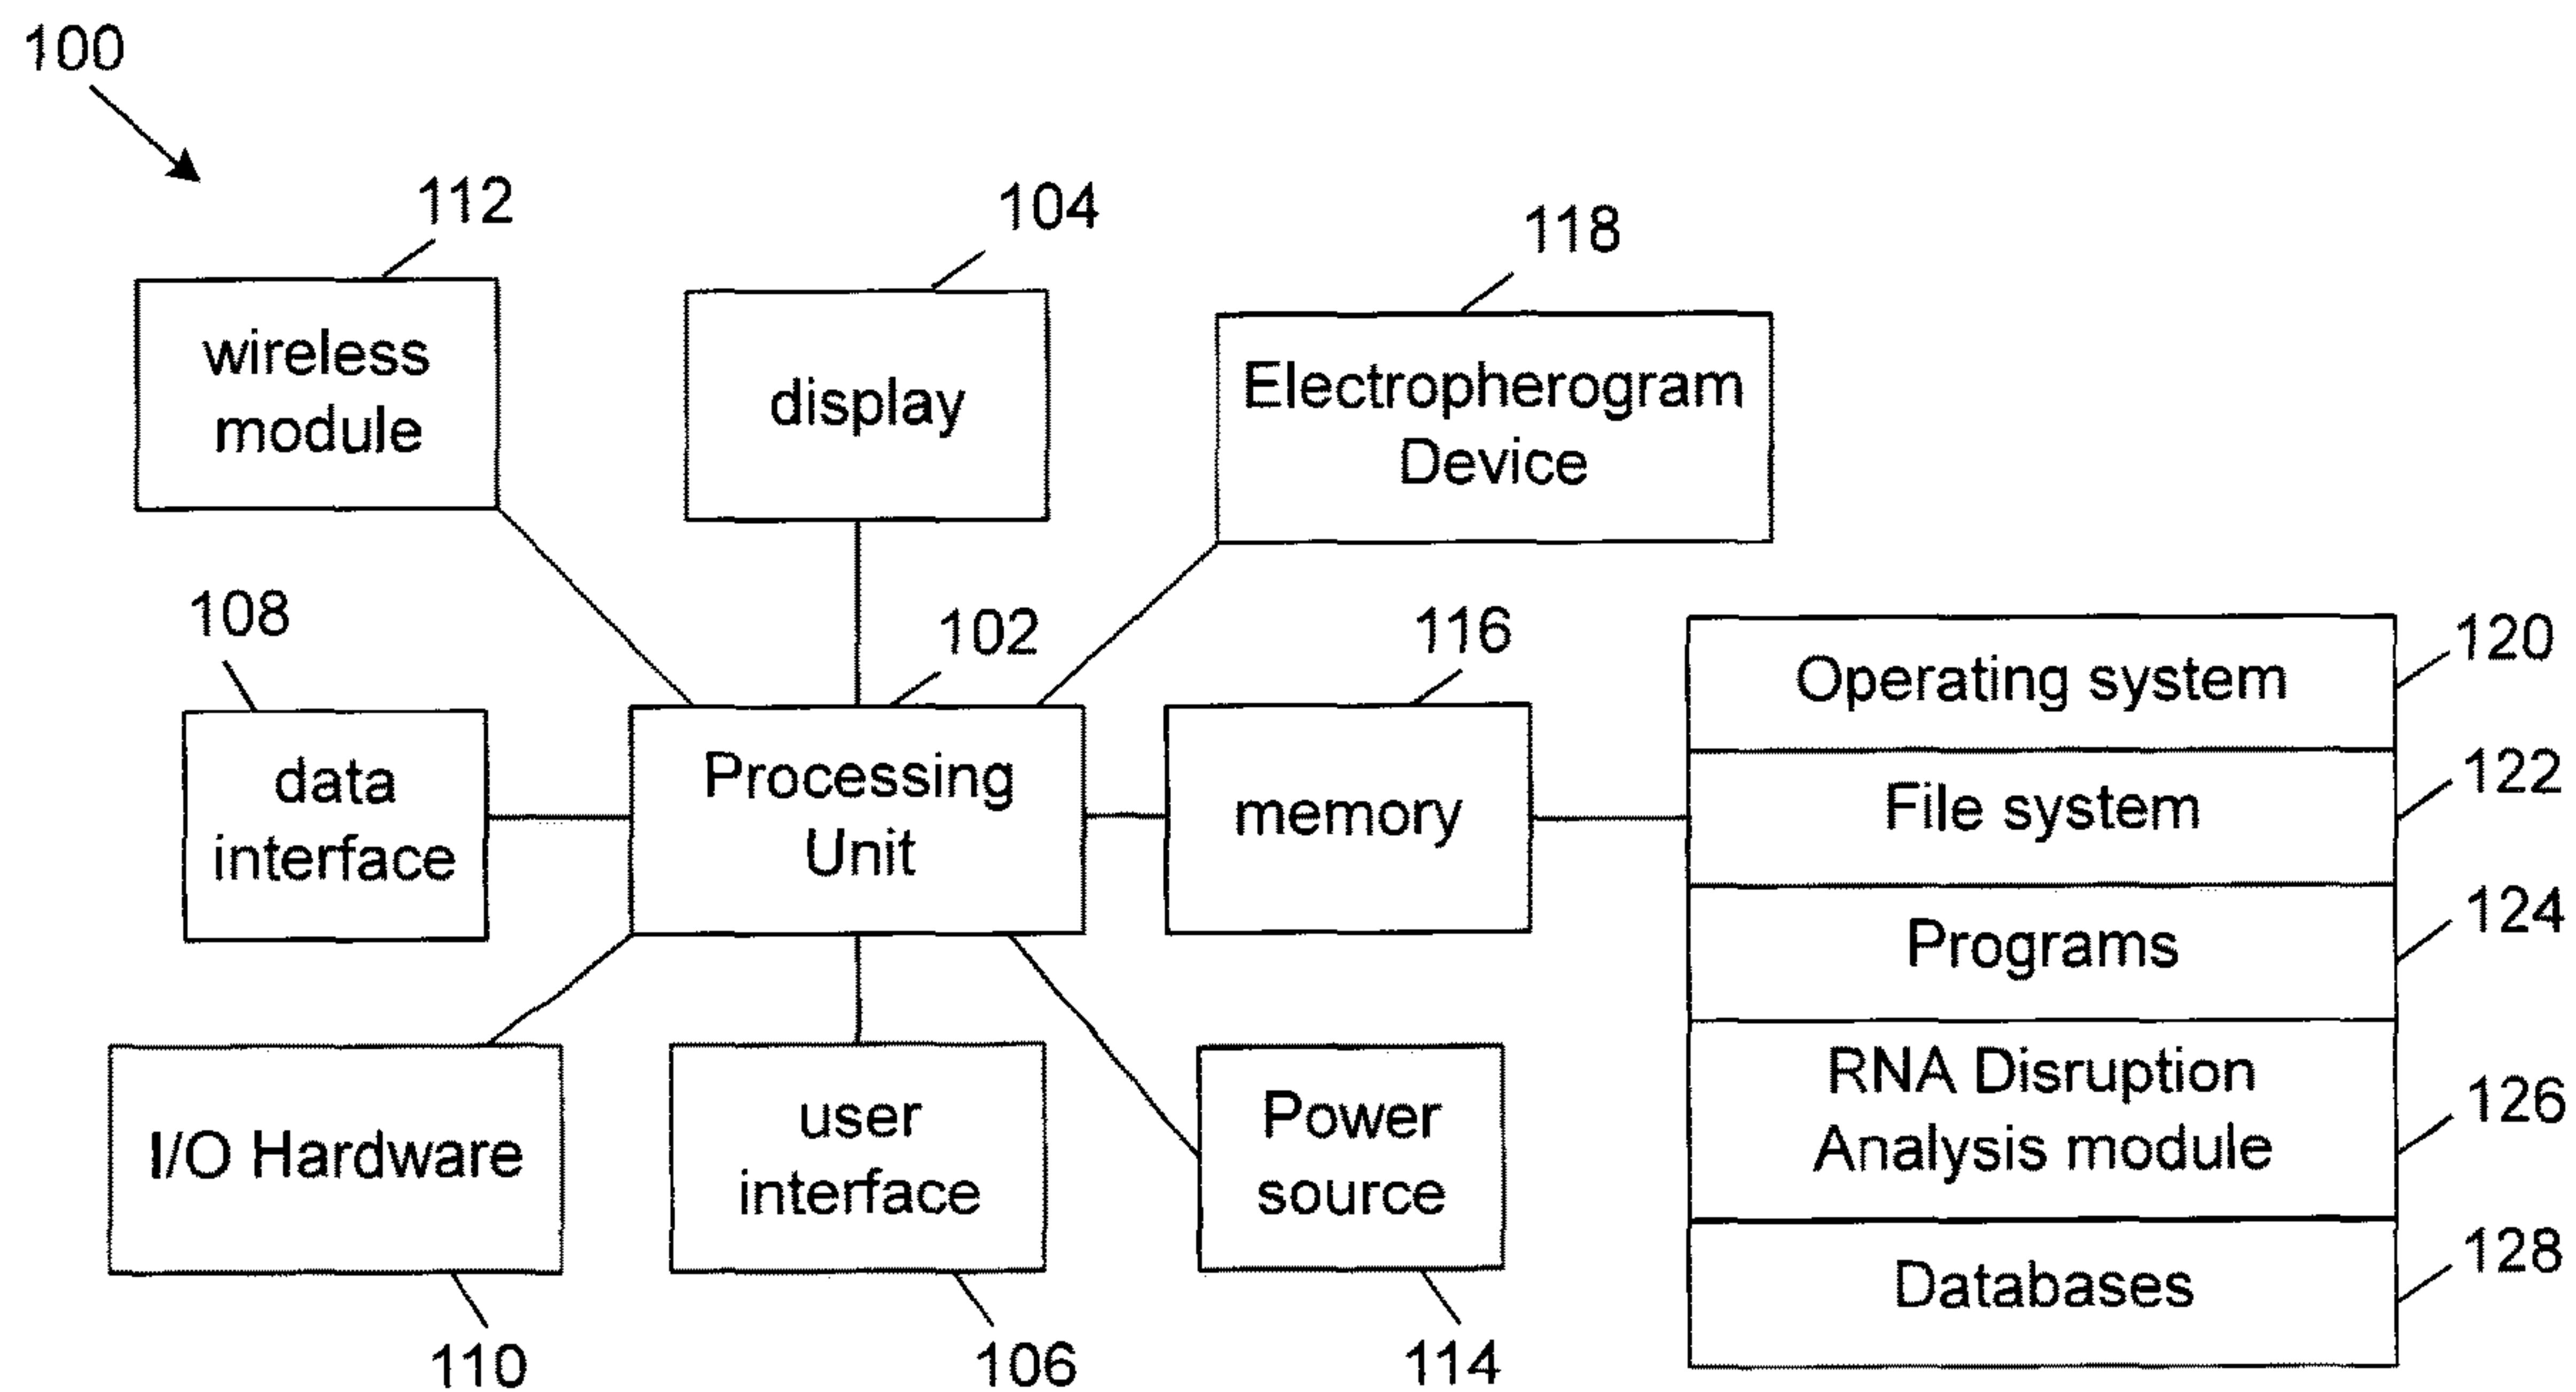 100
112
104
118
wireless
module
display
Electropherogram
Device
108
102
116
120
Operating system
data
interface
Processing
Unit
memory
122
File system
124
Programs
126
RNA Disruption
Analysis module
I/O Hardware
user
interface
Power
source
128
Databases
110
106
114